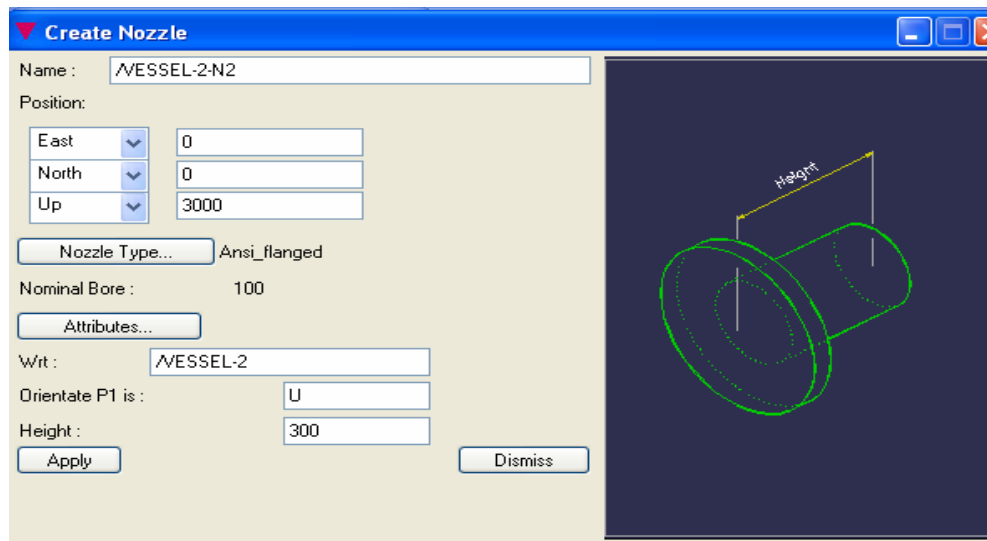 Create Nozzle
Name : /VESSEL-2-N2
Position:
East 0
North 0
Up 3000
Nozzle Type... Ansi_flanged
Nominal Bore : 100
Attributes...
Wrt : /VESSEL-2
Orientate P1 is : U
Height : 300
Apply Dismiss
Height